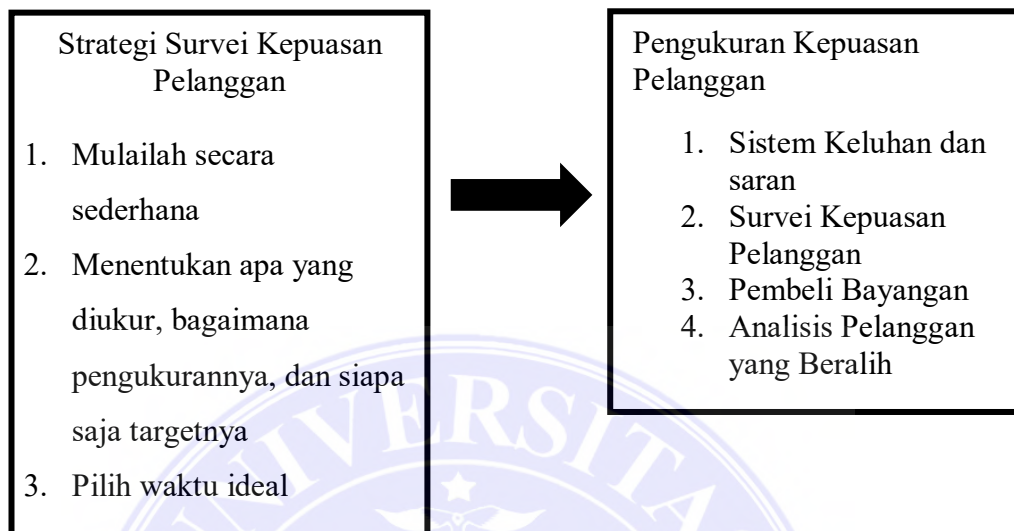 Strategi Survei Kepuasan
Pelanggan
1. Mulailah secara
sederhana
2. Menentukan apa yang
diukur, bagaimana
pengukurannya, dan siapa
saja targetnya
3. Pilih waktu ideal
Pengukuran Kepuasan
Pelanggan
1. Sistem Keluhan dan
saran
2. Survei Kepuasan
Pelanggan
3. Pembeli Bayangan
4. Analisis Pelanggan
yang Beralih
UNIVERSITA